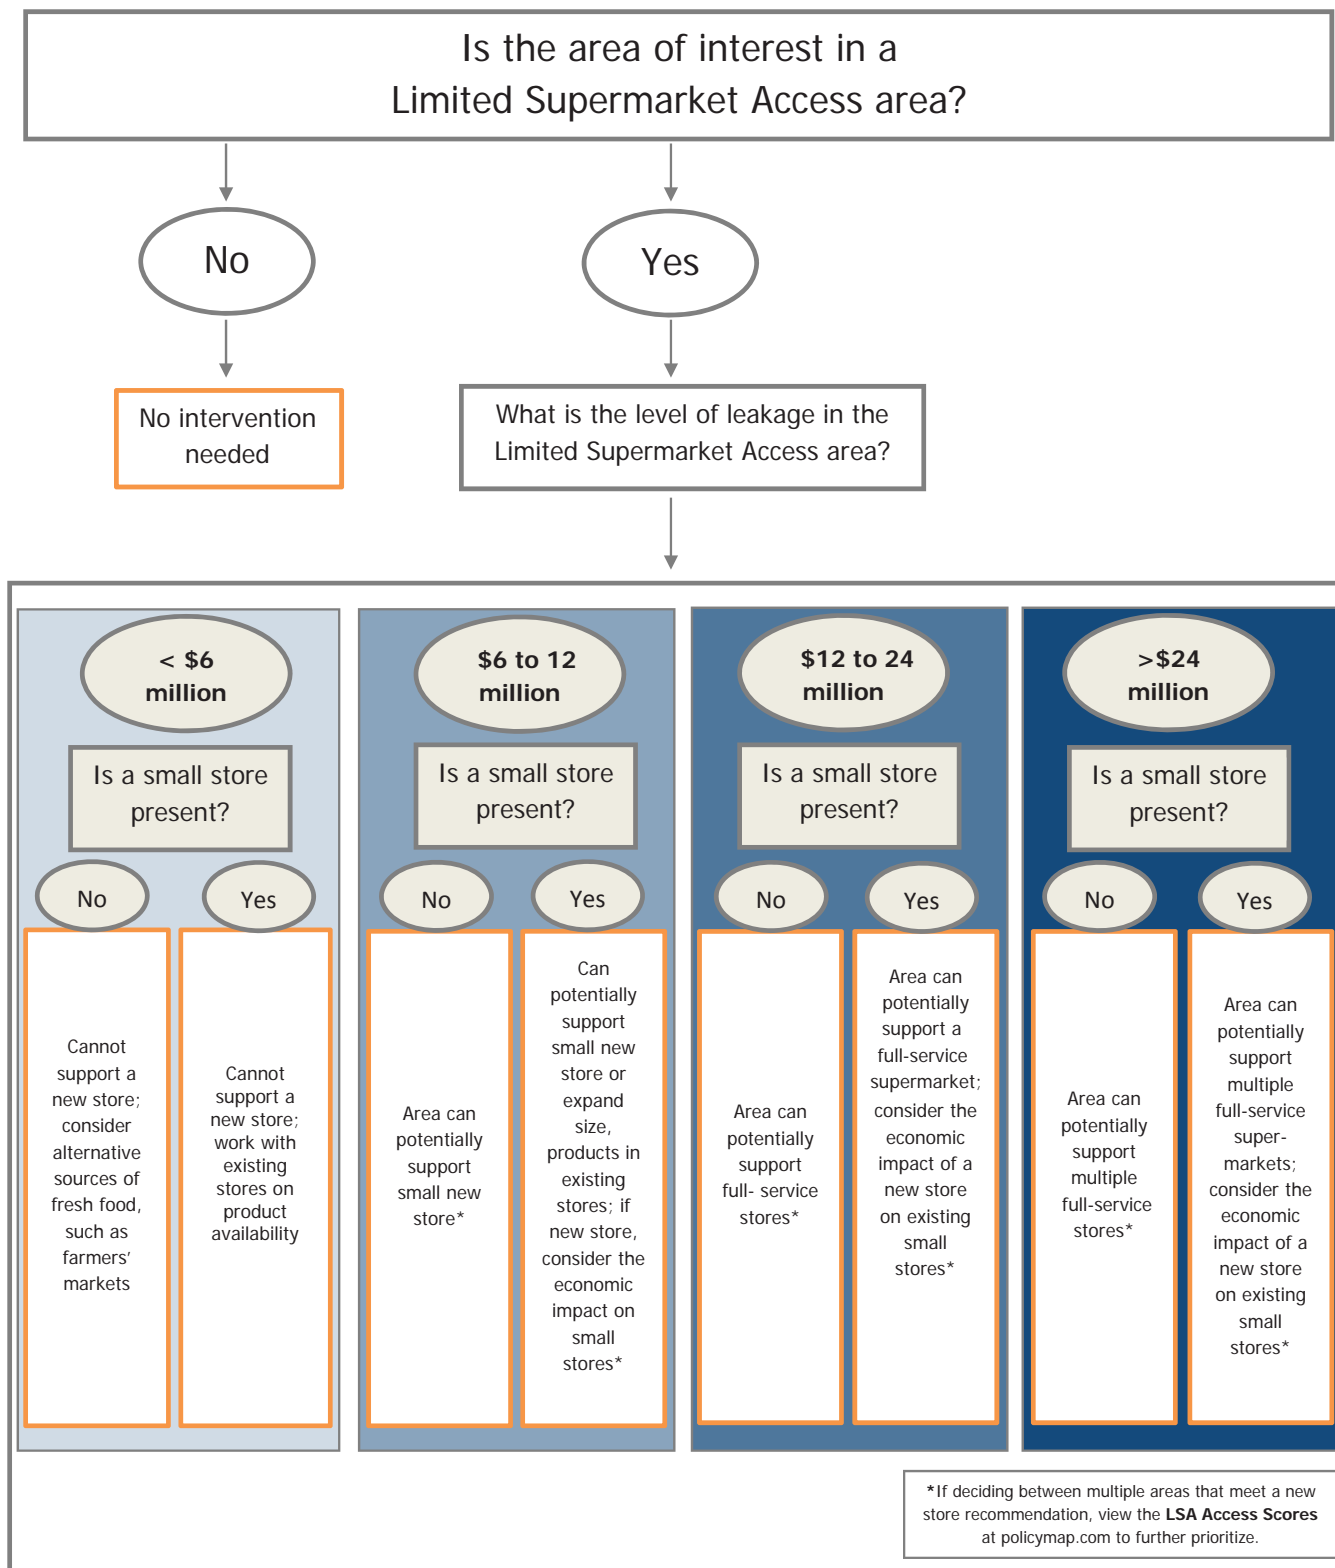 Is the area of interest in a
Limited Supermarket Access area?
No
Yes
No intervention
needed
What is the level of leakage in the
Limited Supermarket Access area?
< $6
million
Is a small store
present?
No
Yes
Cannot
support a
new store;
consider
alternative
sources of
fresh food,
such as
farmers’
markets
Cannot
support a
new store;
work with
existing
stores on
product
availability
$6 to 12
million
Is a small store
present?
No
Yes
Area can
potentially
support
small new
store*
Can
potentially
support
small new
store or
expand
size,
products in
existing
stores; if
new store,
consider the
economic
impact on
small
stores*
$12 to 24
million
Is a small store
present?
No
Yes
Area can
potentially
support
full- service
stores*
Area can
potentially
support a
full-service
supermarket;
consider the
economic
impact of a
new store
on existing
small
stores*
>$24
million
Is a small store
present?
No
Yes
Area can
potentially
support
multiple
full-service
stores*
Area can
potentially
support
multiple
full-service
super-
markets;
consider the
economic
impact of a
new store
on existing
small
stores*
*If deciding between multiple areas that meet a new
store recommendation, view the LSA Access Scores
at policymap.com to further prioritize.